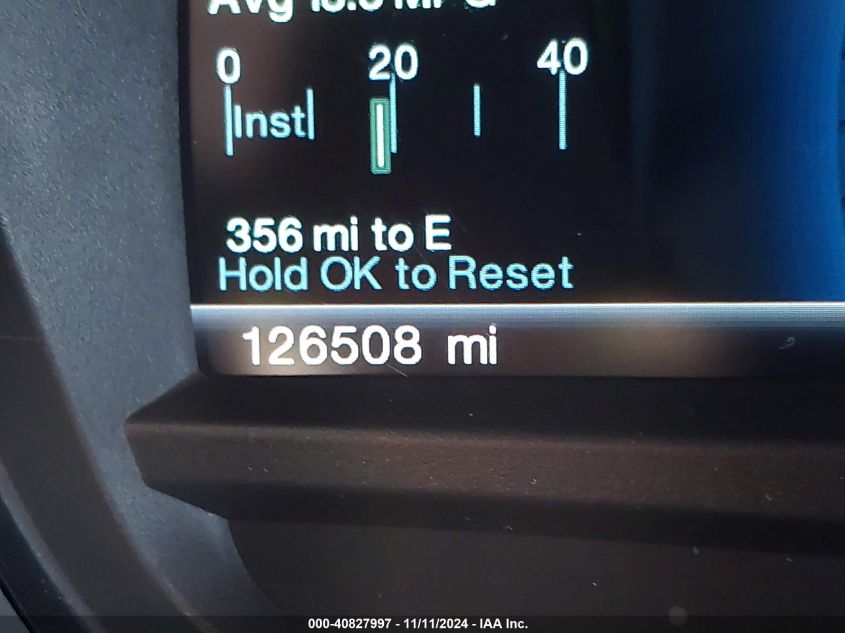 Avg
0 20 40
Inst
356 mi to E
Hold OK to Reset
126508 mi
000-40827997 - 11/11/2024 - IAA Inc.